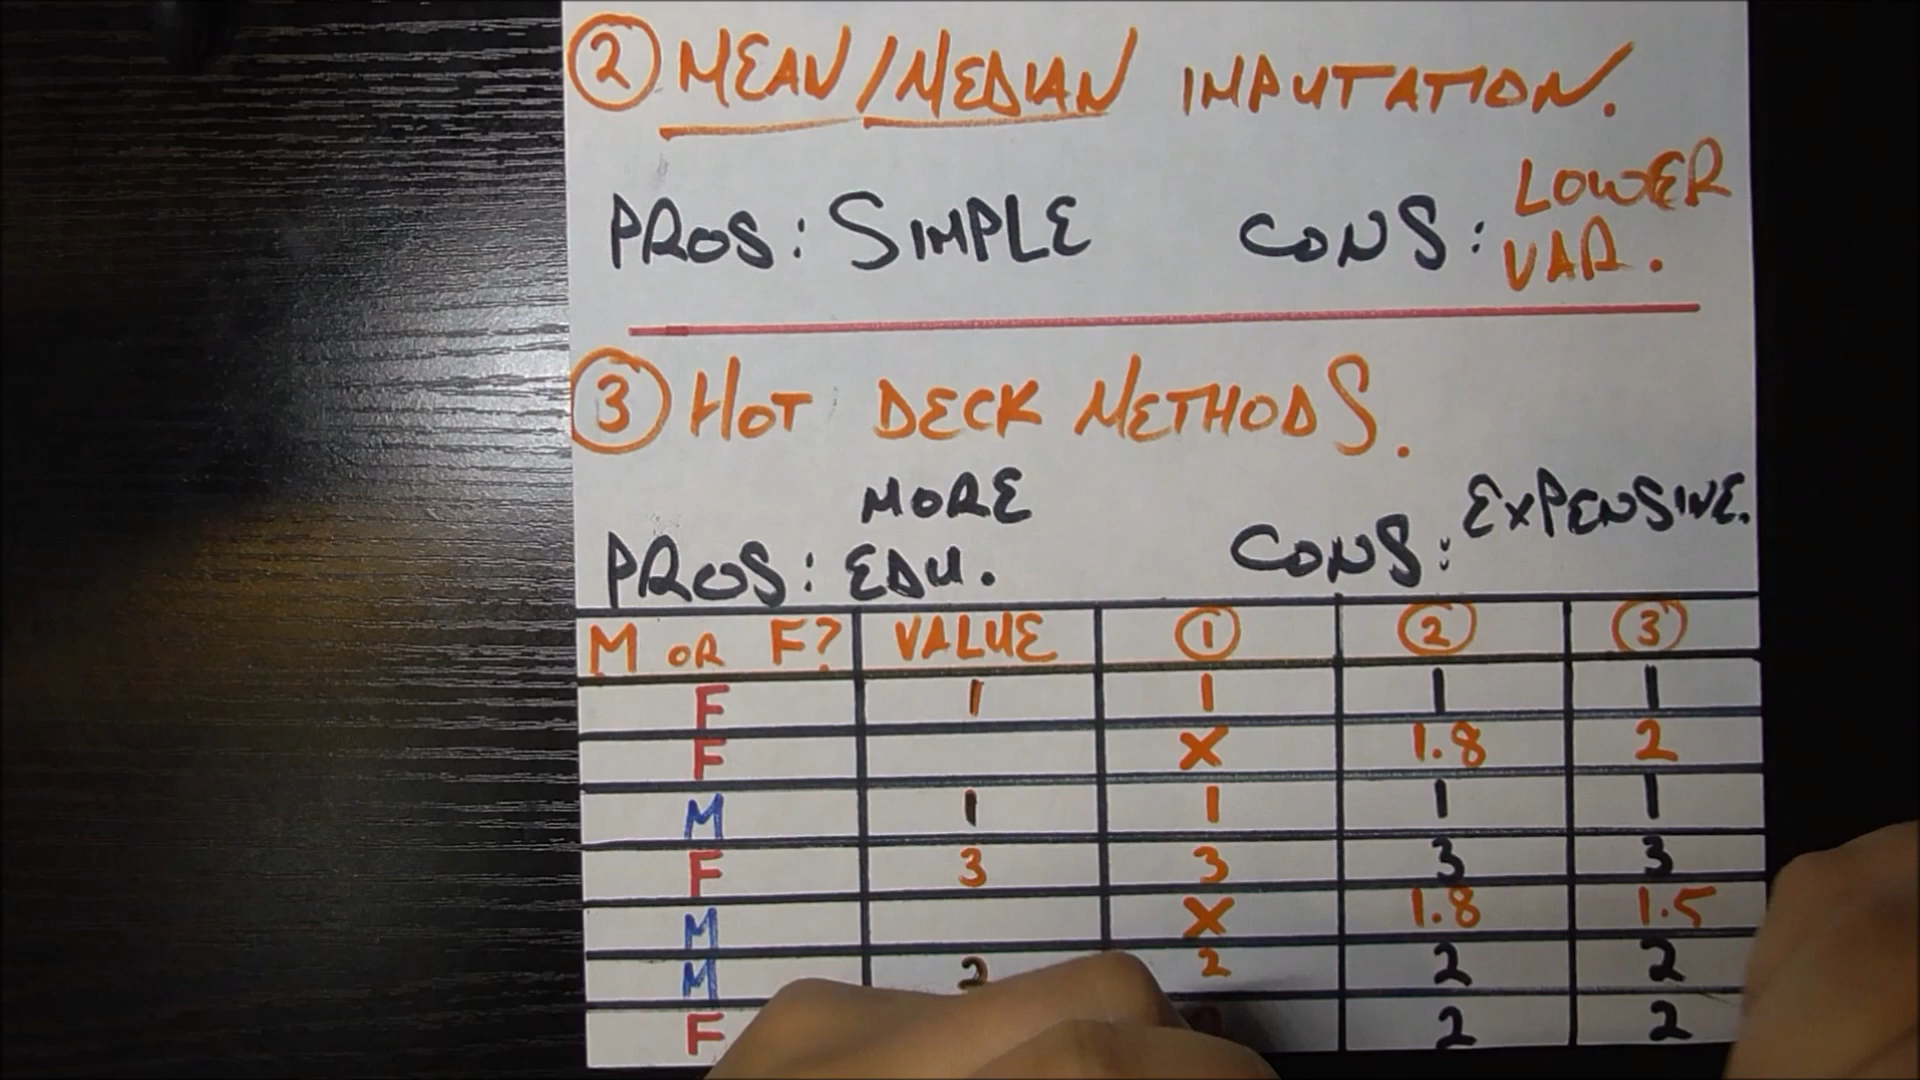 ② MEAN/MEDIAN IMPUTATION.
PROS: SIMPLE CONS: LOWER VAR.
③ HOT DECK METHODS.
PROS: MORE EDU. CONS: EXPENSIVE.
M OR F? VALUE ① ② ③
F 1 1 1 1
F X 1.8 2
M 1 1 1 1
F 3 3 3 3
M X 1.8 1.5
M 2 2 2 2
F 2 2